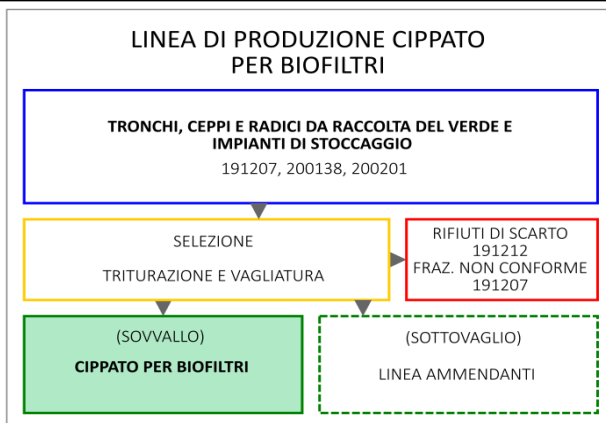 LINEA DI PRODUZIONE CIPPATO
PER BIOFILTRI
TRONCHI, CEPPI E RADICI DA RACCOLTA DEL VERDE E
IMPIANTI DI STOCCAGGIO
191207, 200138, 200201
SELEZIONE
TRITURAZIONE E VAGLIATURA
RIFIUTI DI SCARTO
191212
FRAZ. NON CONFORME
191207
(SOVVALLO)
CIPPATO PER BIOFILTRI
(SOTTOVAGLIO)
LINEA AMMENDANTI